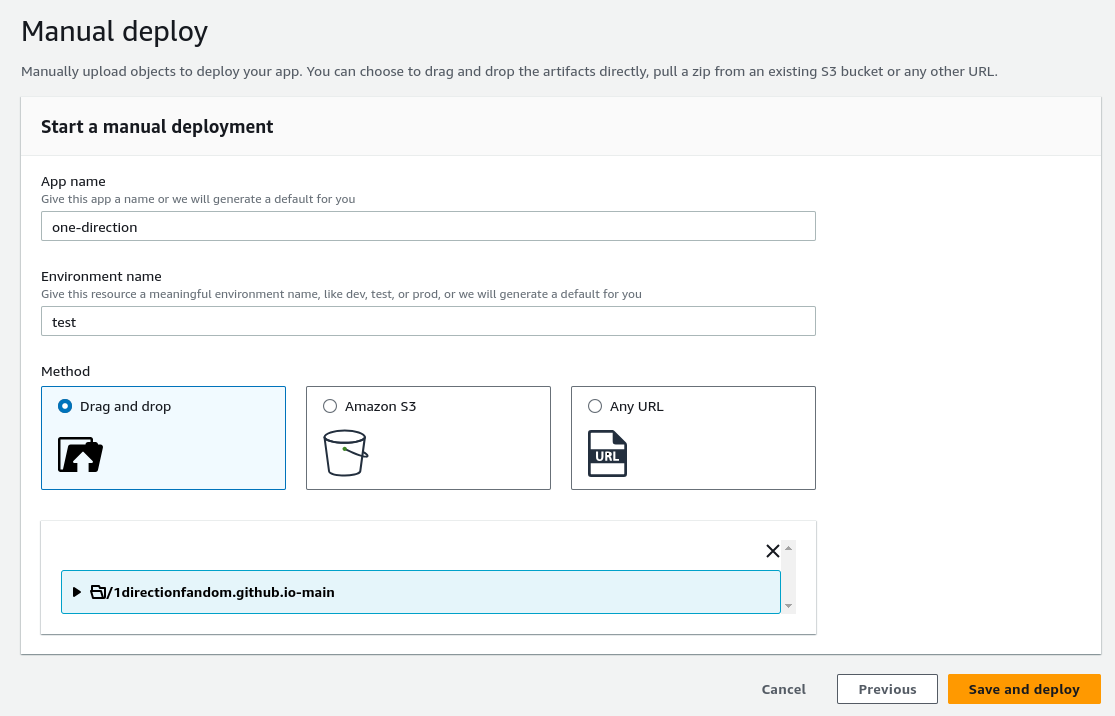 Manual deploy
Manually upload objects to deploy your app. You can choose to drag and drop the artifacts directly, pull a zip from an existing S3 bucket or any other URL.
Start a manual deployment
App name
Give this app a name or we will generate a default for you
one-direction
Environment name
Give this resource a meaningful environment name, like dev, test, or prod, or we will generate a default for you
test
Method
Drag and drop
Amazon S3
Any URL
URL
/1directionfandom.github.io-main
Cancel
Previous
Save and deploy